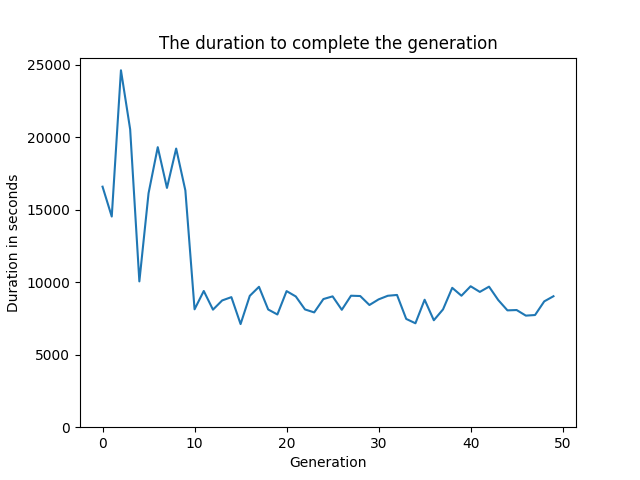 The duration to complete the generation
25000
20000
15000
10000
5000
0
Duration in seconds
0 10 20 30 40 50
Generation